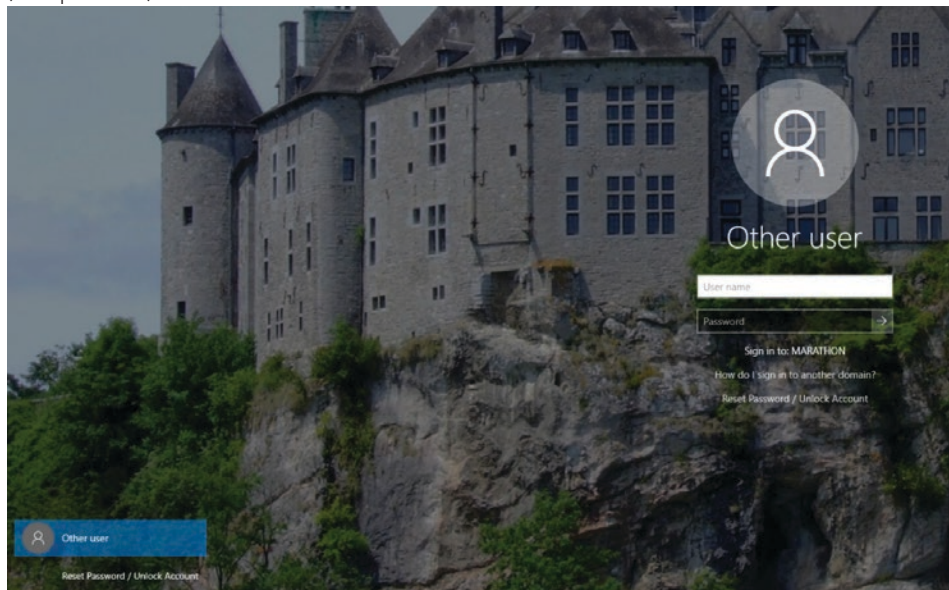 Other user
User name
Password
Sign in to: MARATHON
How do I sign in to another domain?
Reset Password / Unlock Account
Other user
Reset Password / Unlock Account